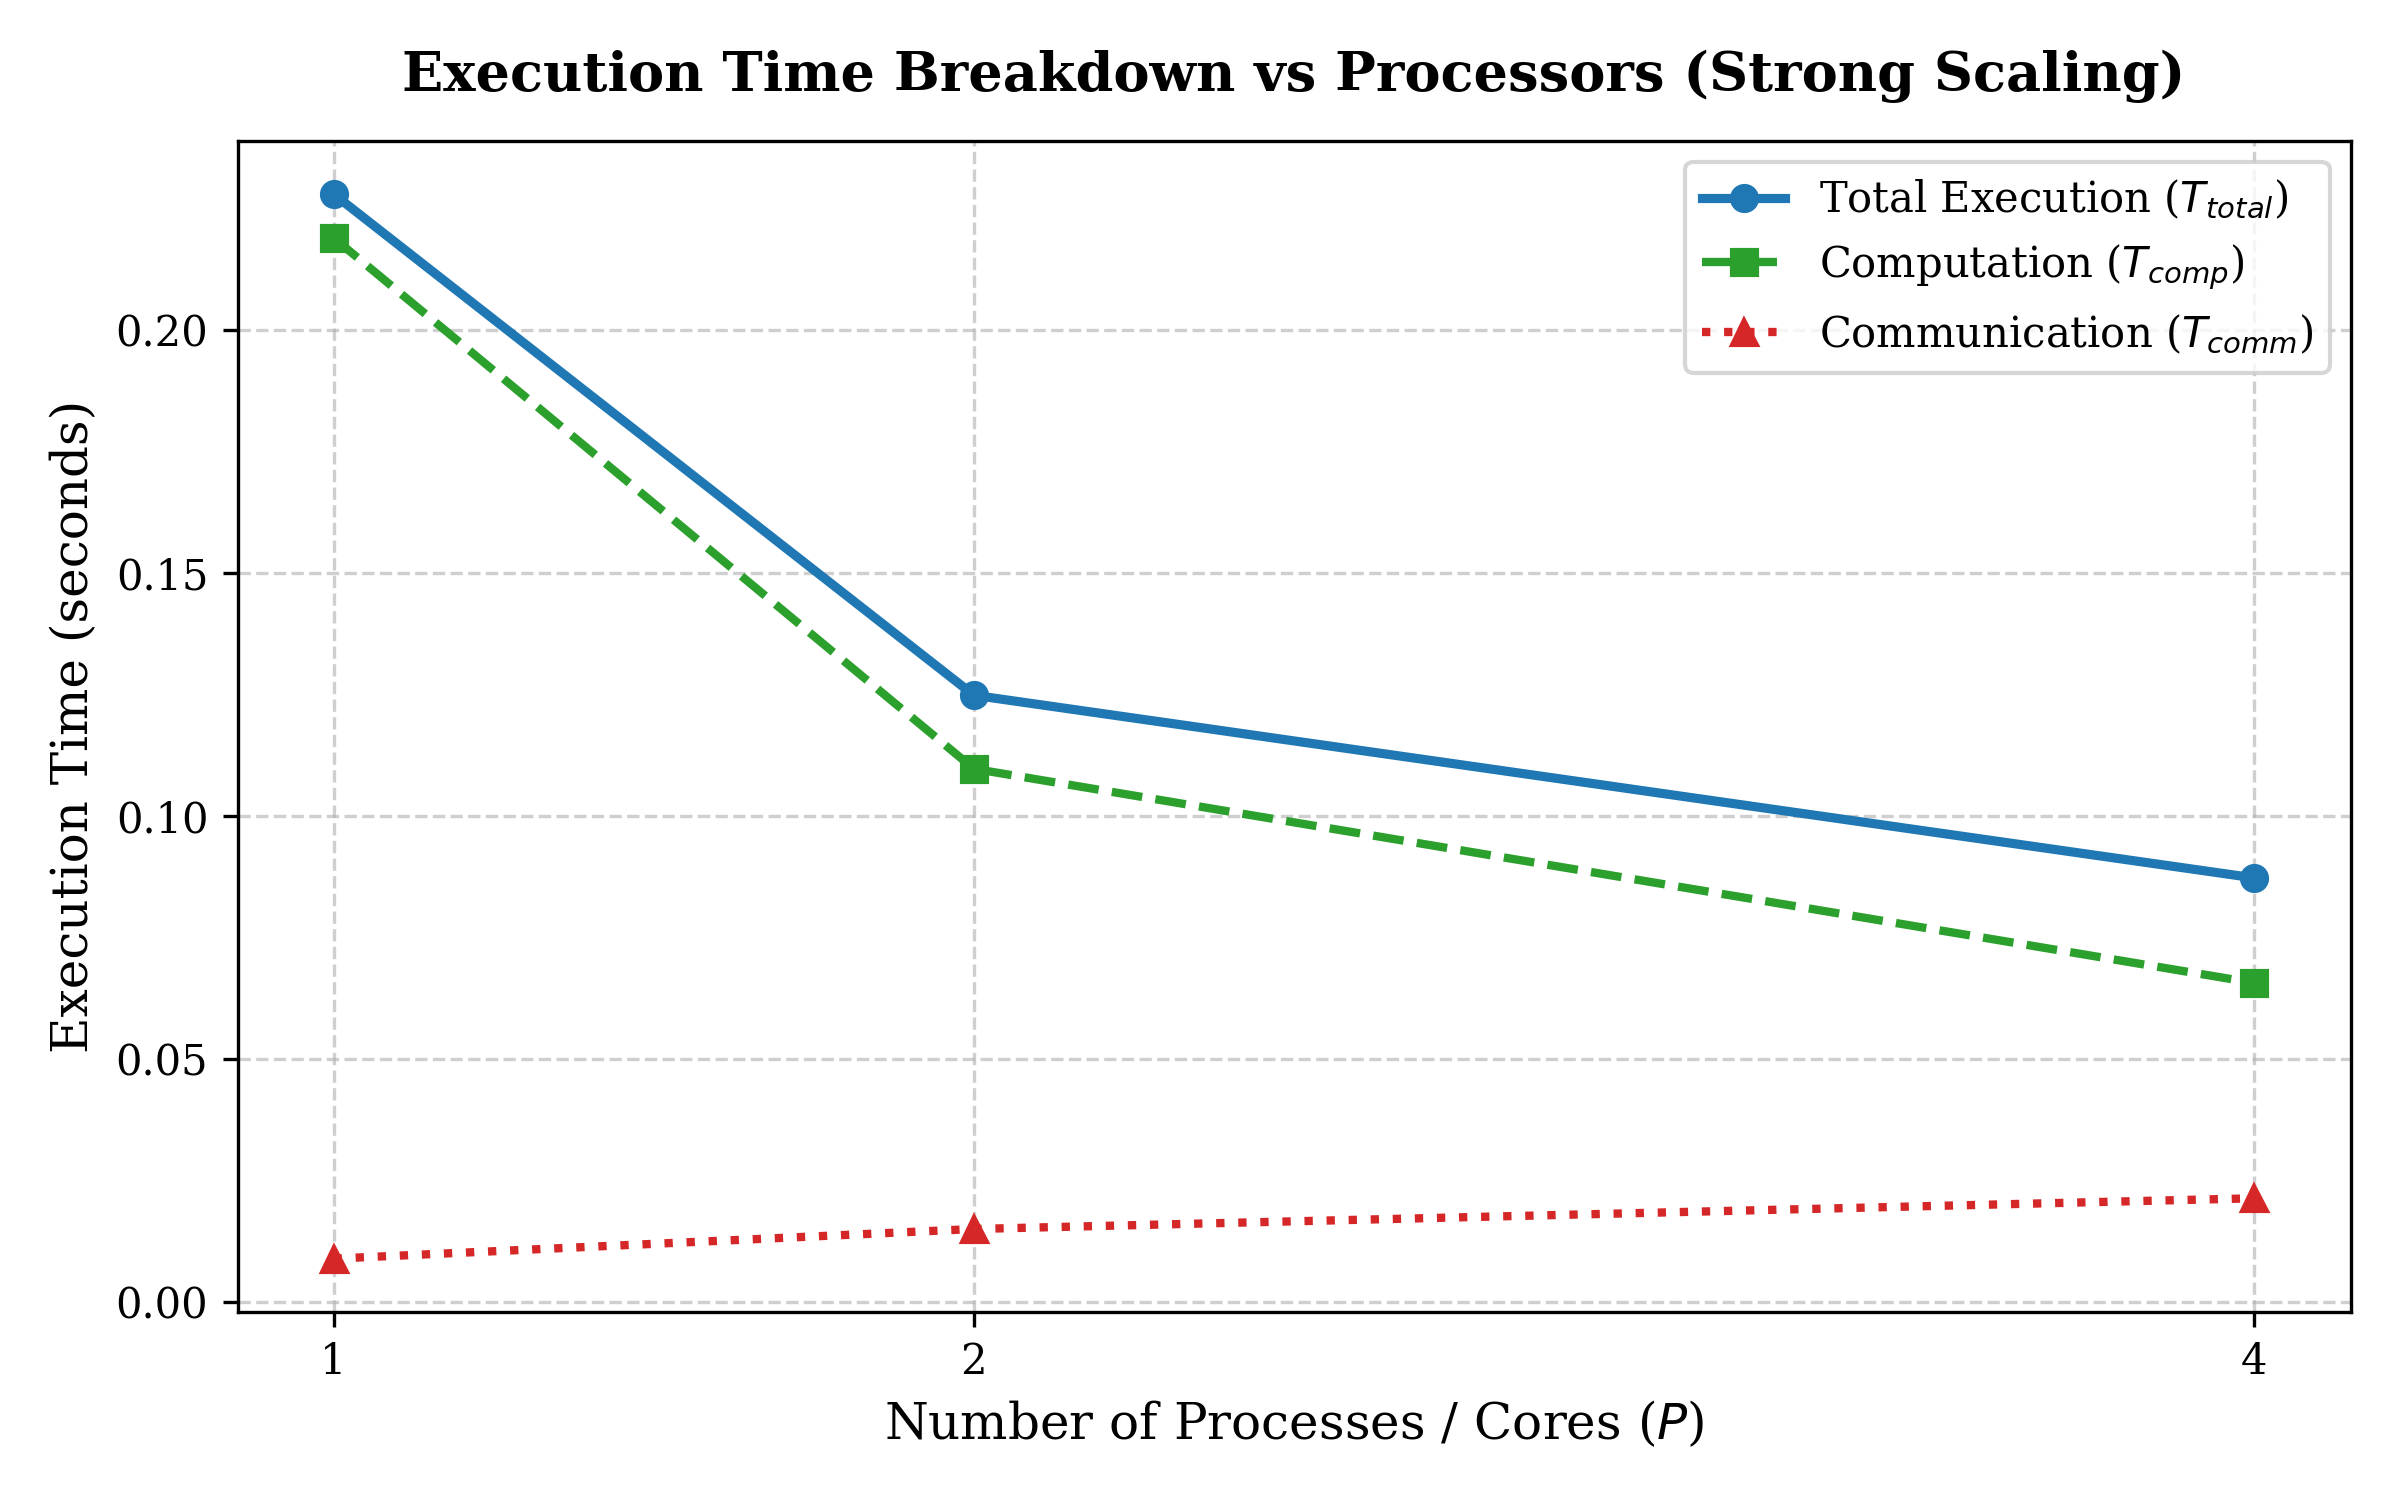 Execution Time Breakdown vs Processors (Strong Scaling)
Total Execution (T_total)
Computation (T_comp)
Communication (T_comm)
Execution Time (seconds)
0.20
0.15
0.10
0.05
0.00
1 2 4
Number of Processes / Cores (P)